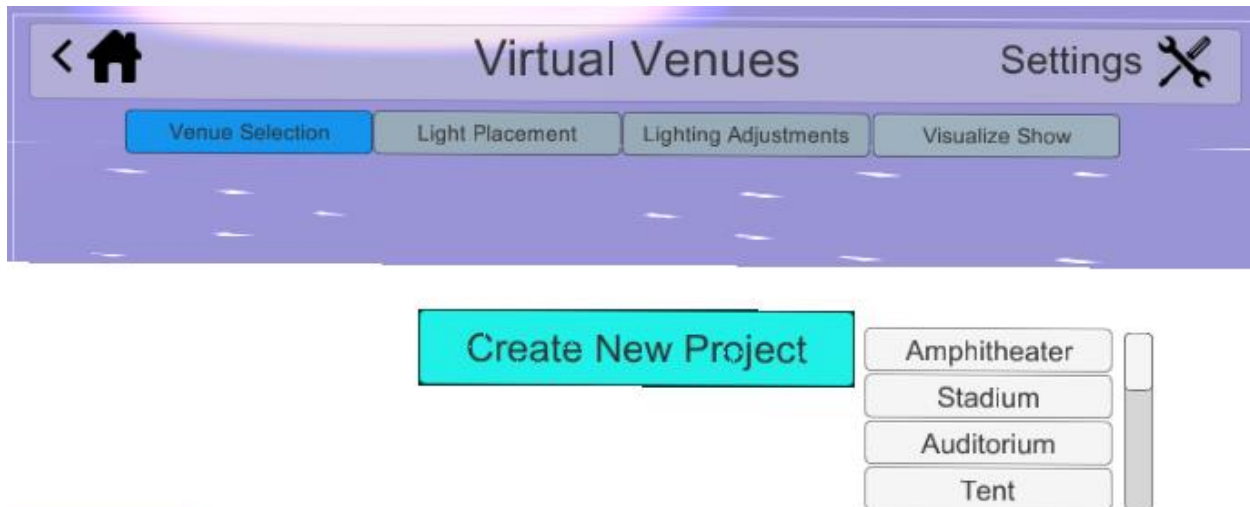 Virtual Venues Settings
Venue Selection Light Placement Lighting Adjustments Visualize Show
Create New Project
Amphitheater
Stadium
Auditorium
Tent